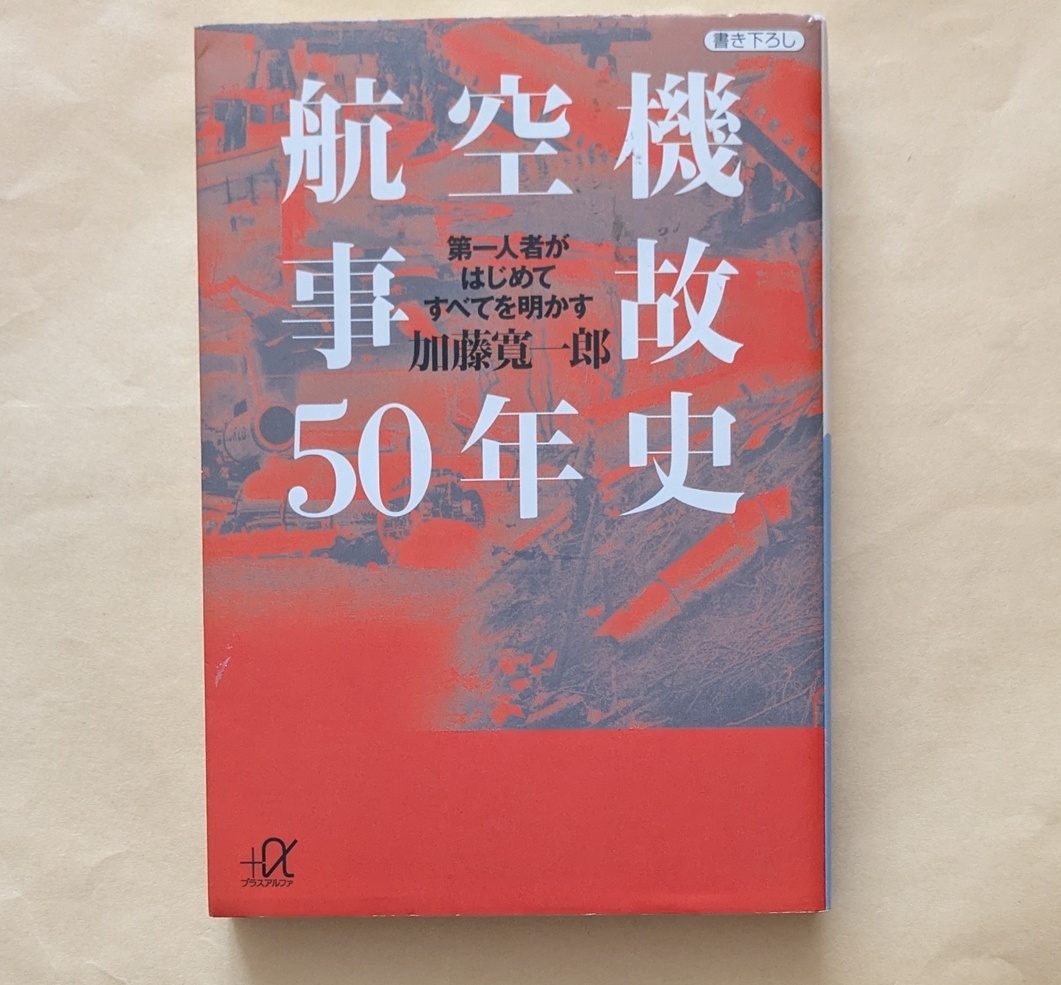 書き下ろし
航空機
事故
50年史
第一人者が
はじめて
すべてを明かす
加藤寛一郎
+α
プラスアルファ